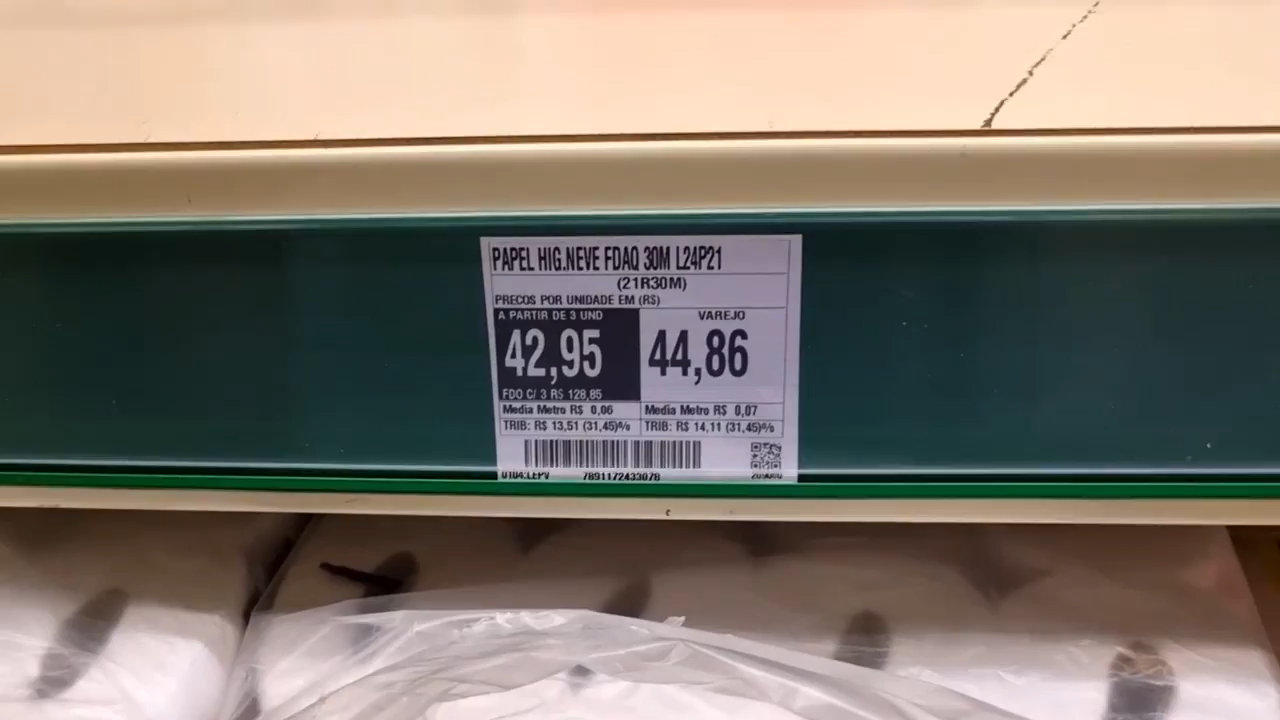 PAPEL HIG.NEVE FDAQ 30M L24P21
(21R30M)
PRECOS POR UNIDADE EM (R$)
A PARTIR DE 3 UND
VAREJO
42,95
44,86
FDO C/ 3 R$ 128,85
Media Metro R$ 0,06
Media Metro R$ 0,07
TRIB: R$ 13,51 (31,45)%
TRIB: R$ 14,11 (31,45)%
7891172433078